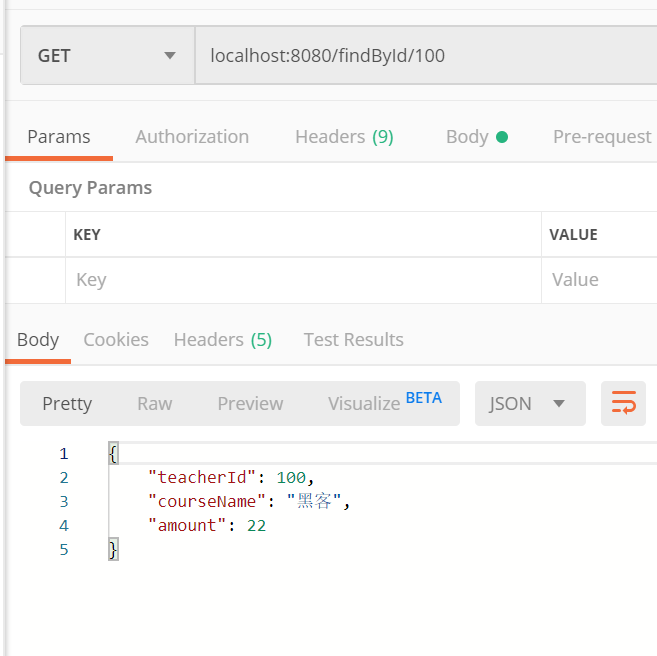 GET localhost:8080/findById/100
Params Authorization Headers (9) Body Pre-request
Query Params
KEY VALUE
Key Value
Body Cookies Headers (5) Test Results
Pretty Raw Preview Visualize BETA JSON
1 {
2 "teacherId": 100,
3 "courseName": "黑客",
4 "amount": 22
5 }